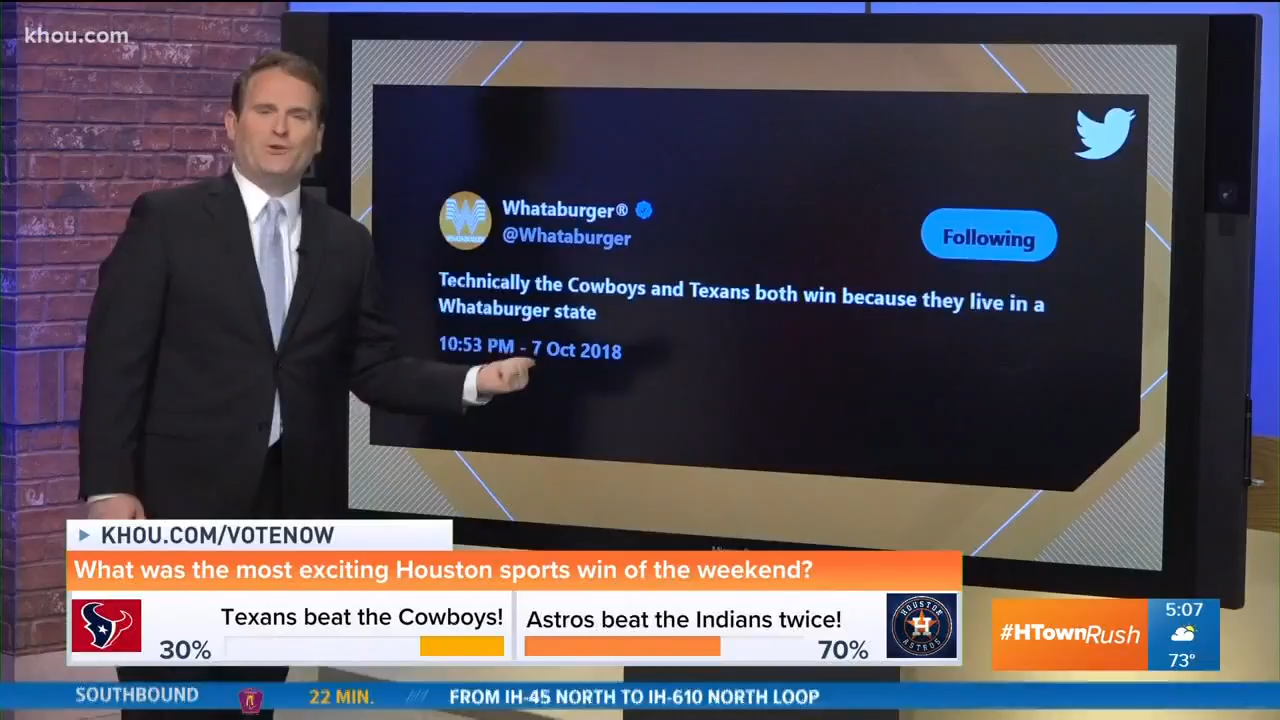 khou.com
Whataburger®
@Whataburger
Following
Technically the Cowboys and Texans both win because they live in a
Whataburger state
10:53 PM - 7 Oct 2018
KHOU.COM/VOTENOW
What was the most exciting Houston sports win of the weekend?
Texans beat the Cowboys!
30%
Astros beat the Indians twice!
70%
HOUSTON
ASTROS
#HTownRush
5:07
73°
SOUTHBOUND
22 MIN.
FROM IH-45 NORTH TO IH-610 NORTH LOOP